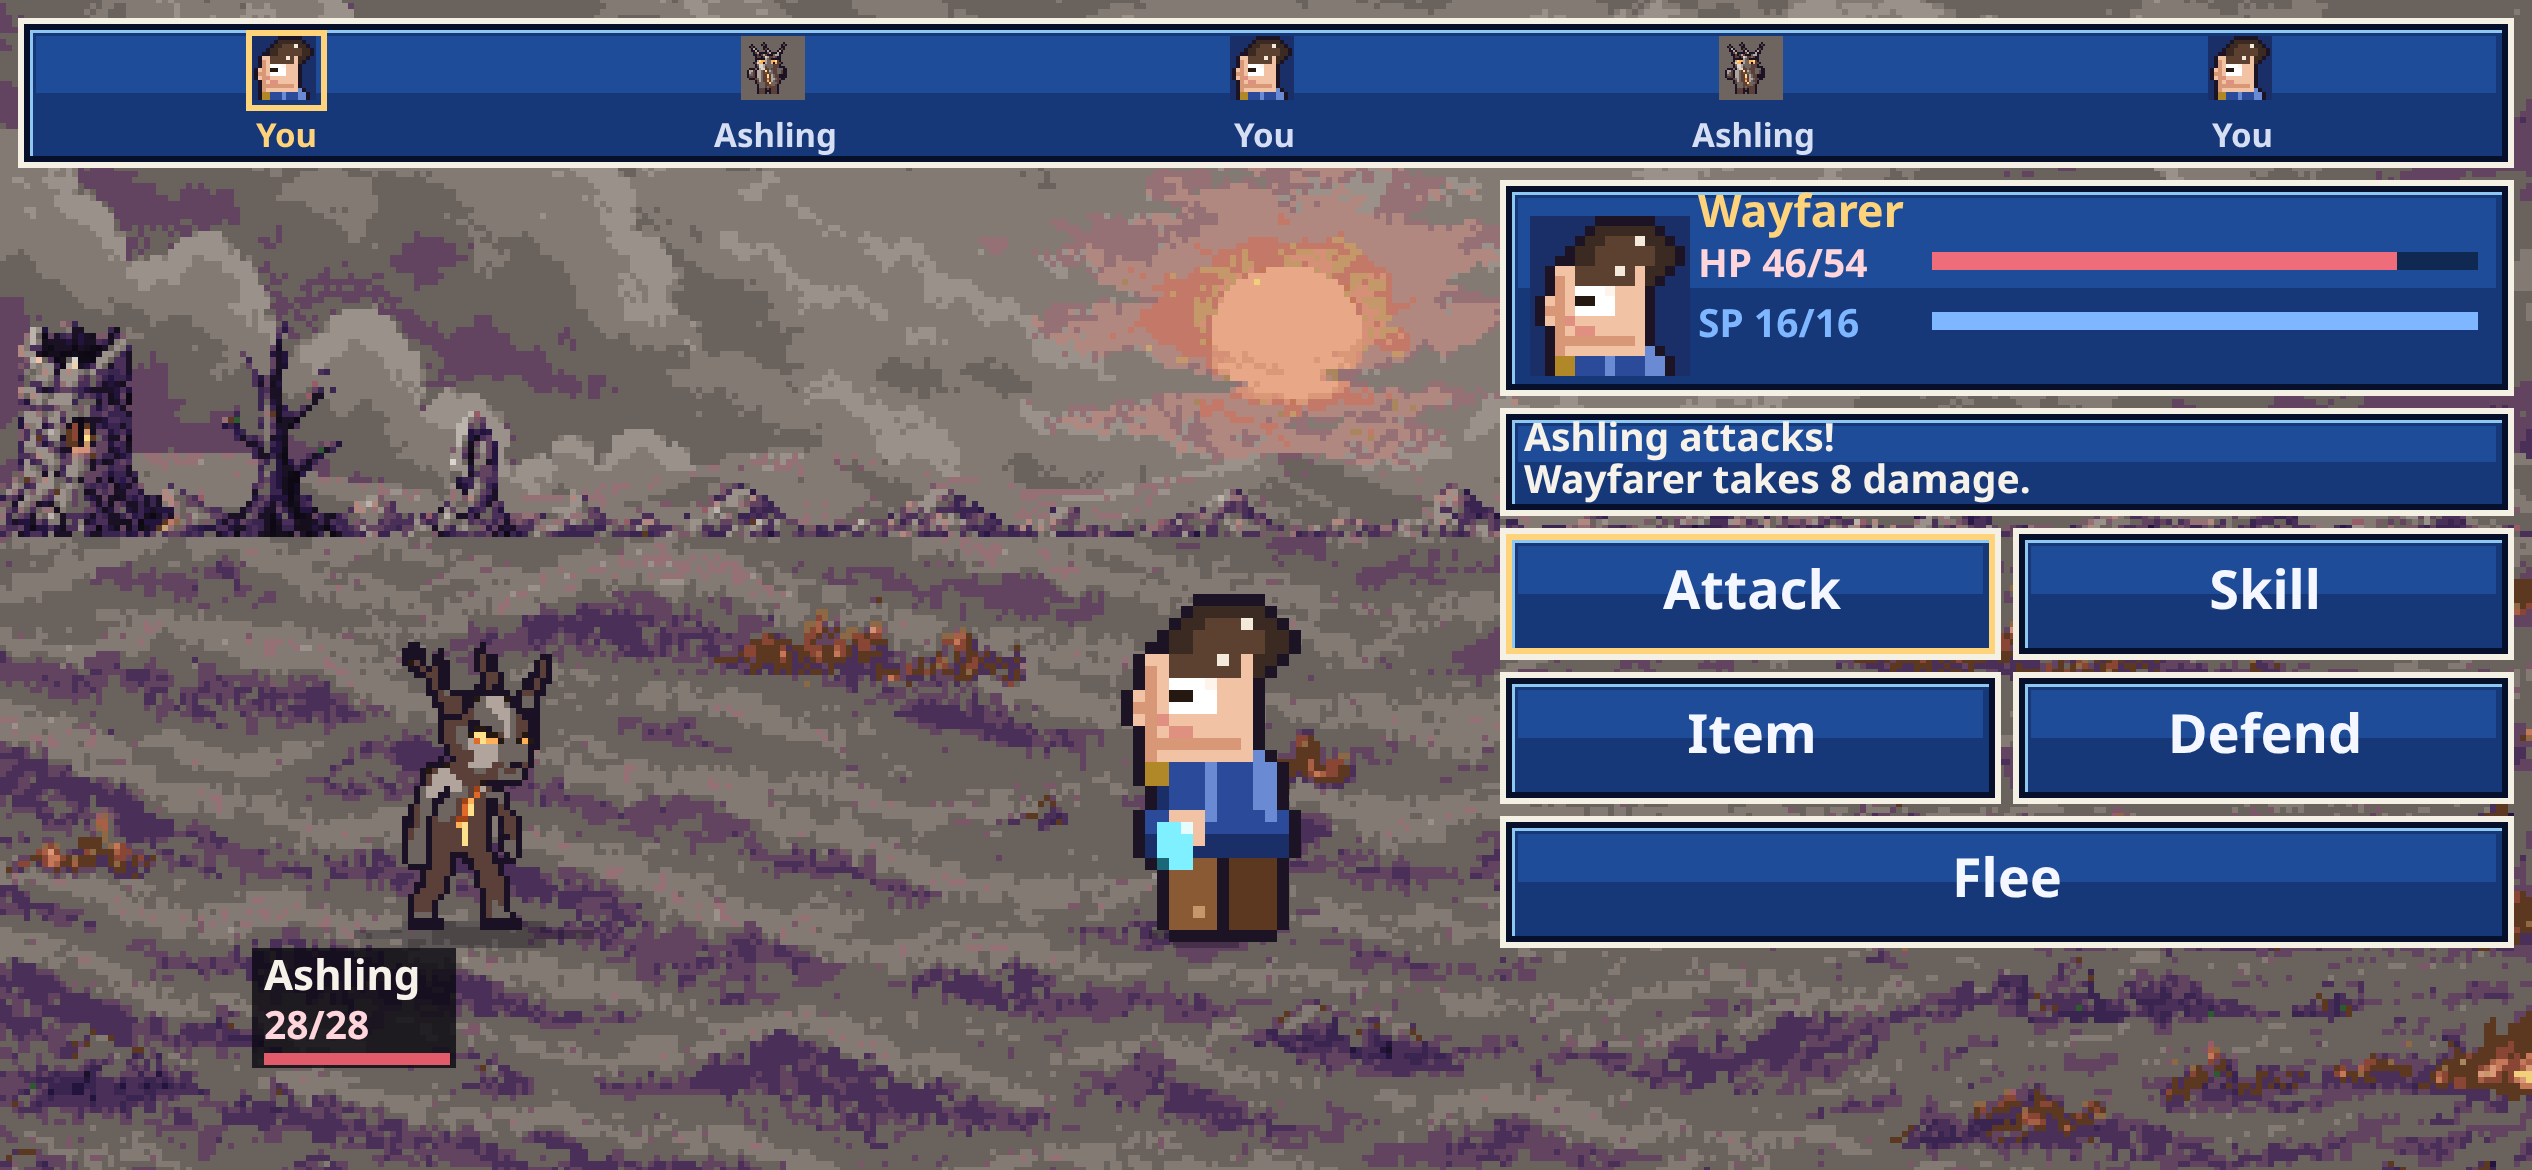 You
Ashling
You
Ashling
You
Wayfarer
HP 46/54
SP 16/16
Ashling attacks!
Wayfarer takes 8 damage.
Attack
Skill
Item
Defend
Flee
Ashling
28/28